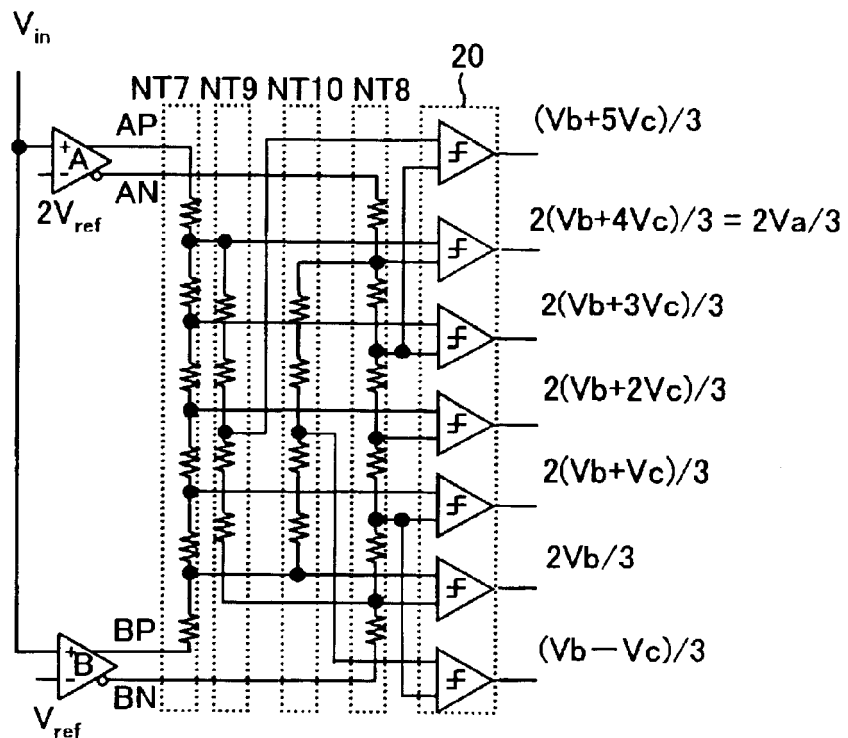 V_in
20
NT7 NT9 NT10 NT8
AP
(Vb+5Vc)/3
+
A
-
AN
2V_ref
2(Vb+4Vc)/3 = 2Va/3
2(Vb+3Vc)/3
2(Vb+2Vc)/3
2(Vb+Vc)/3
2Vb/3
BP
+
B
-
BN
(Vb-Vc)/3
V_ref